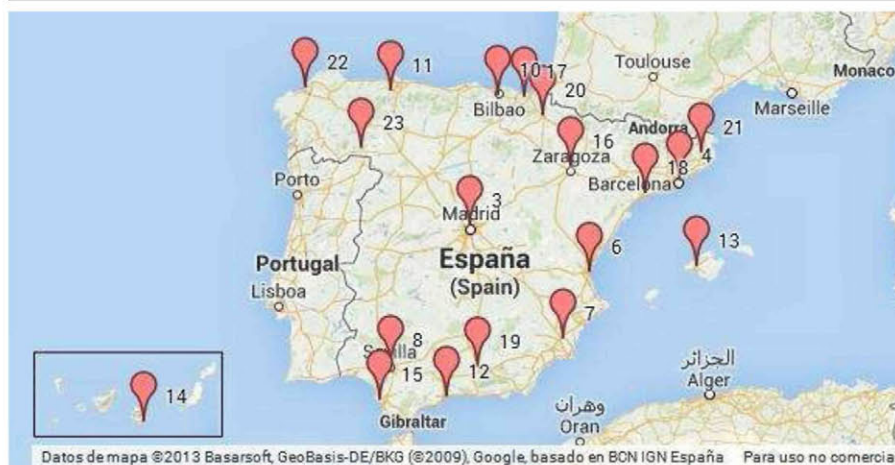 22
11
10
17
20
Toulouse
Monaco
Bilbao
Marseille
23
16
Andorra
21
Zaragoza
4
18
Barcelona
Porto
3
Madrid
6
13
España
(Spain)
Portugal
Lisboa
7
8
19
Sevilla
15
12
14
Gibraltar
الجزائر
Alger
وهران
Oran
Datos de mapa ©2013 Basarsoft, GeoBasis-DE/BKG (©2009), Google, basado en BCN IGN España Para uso no comercia